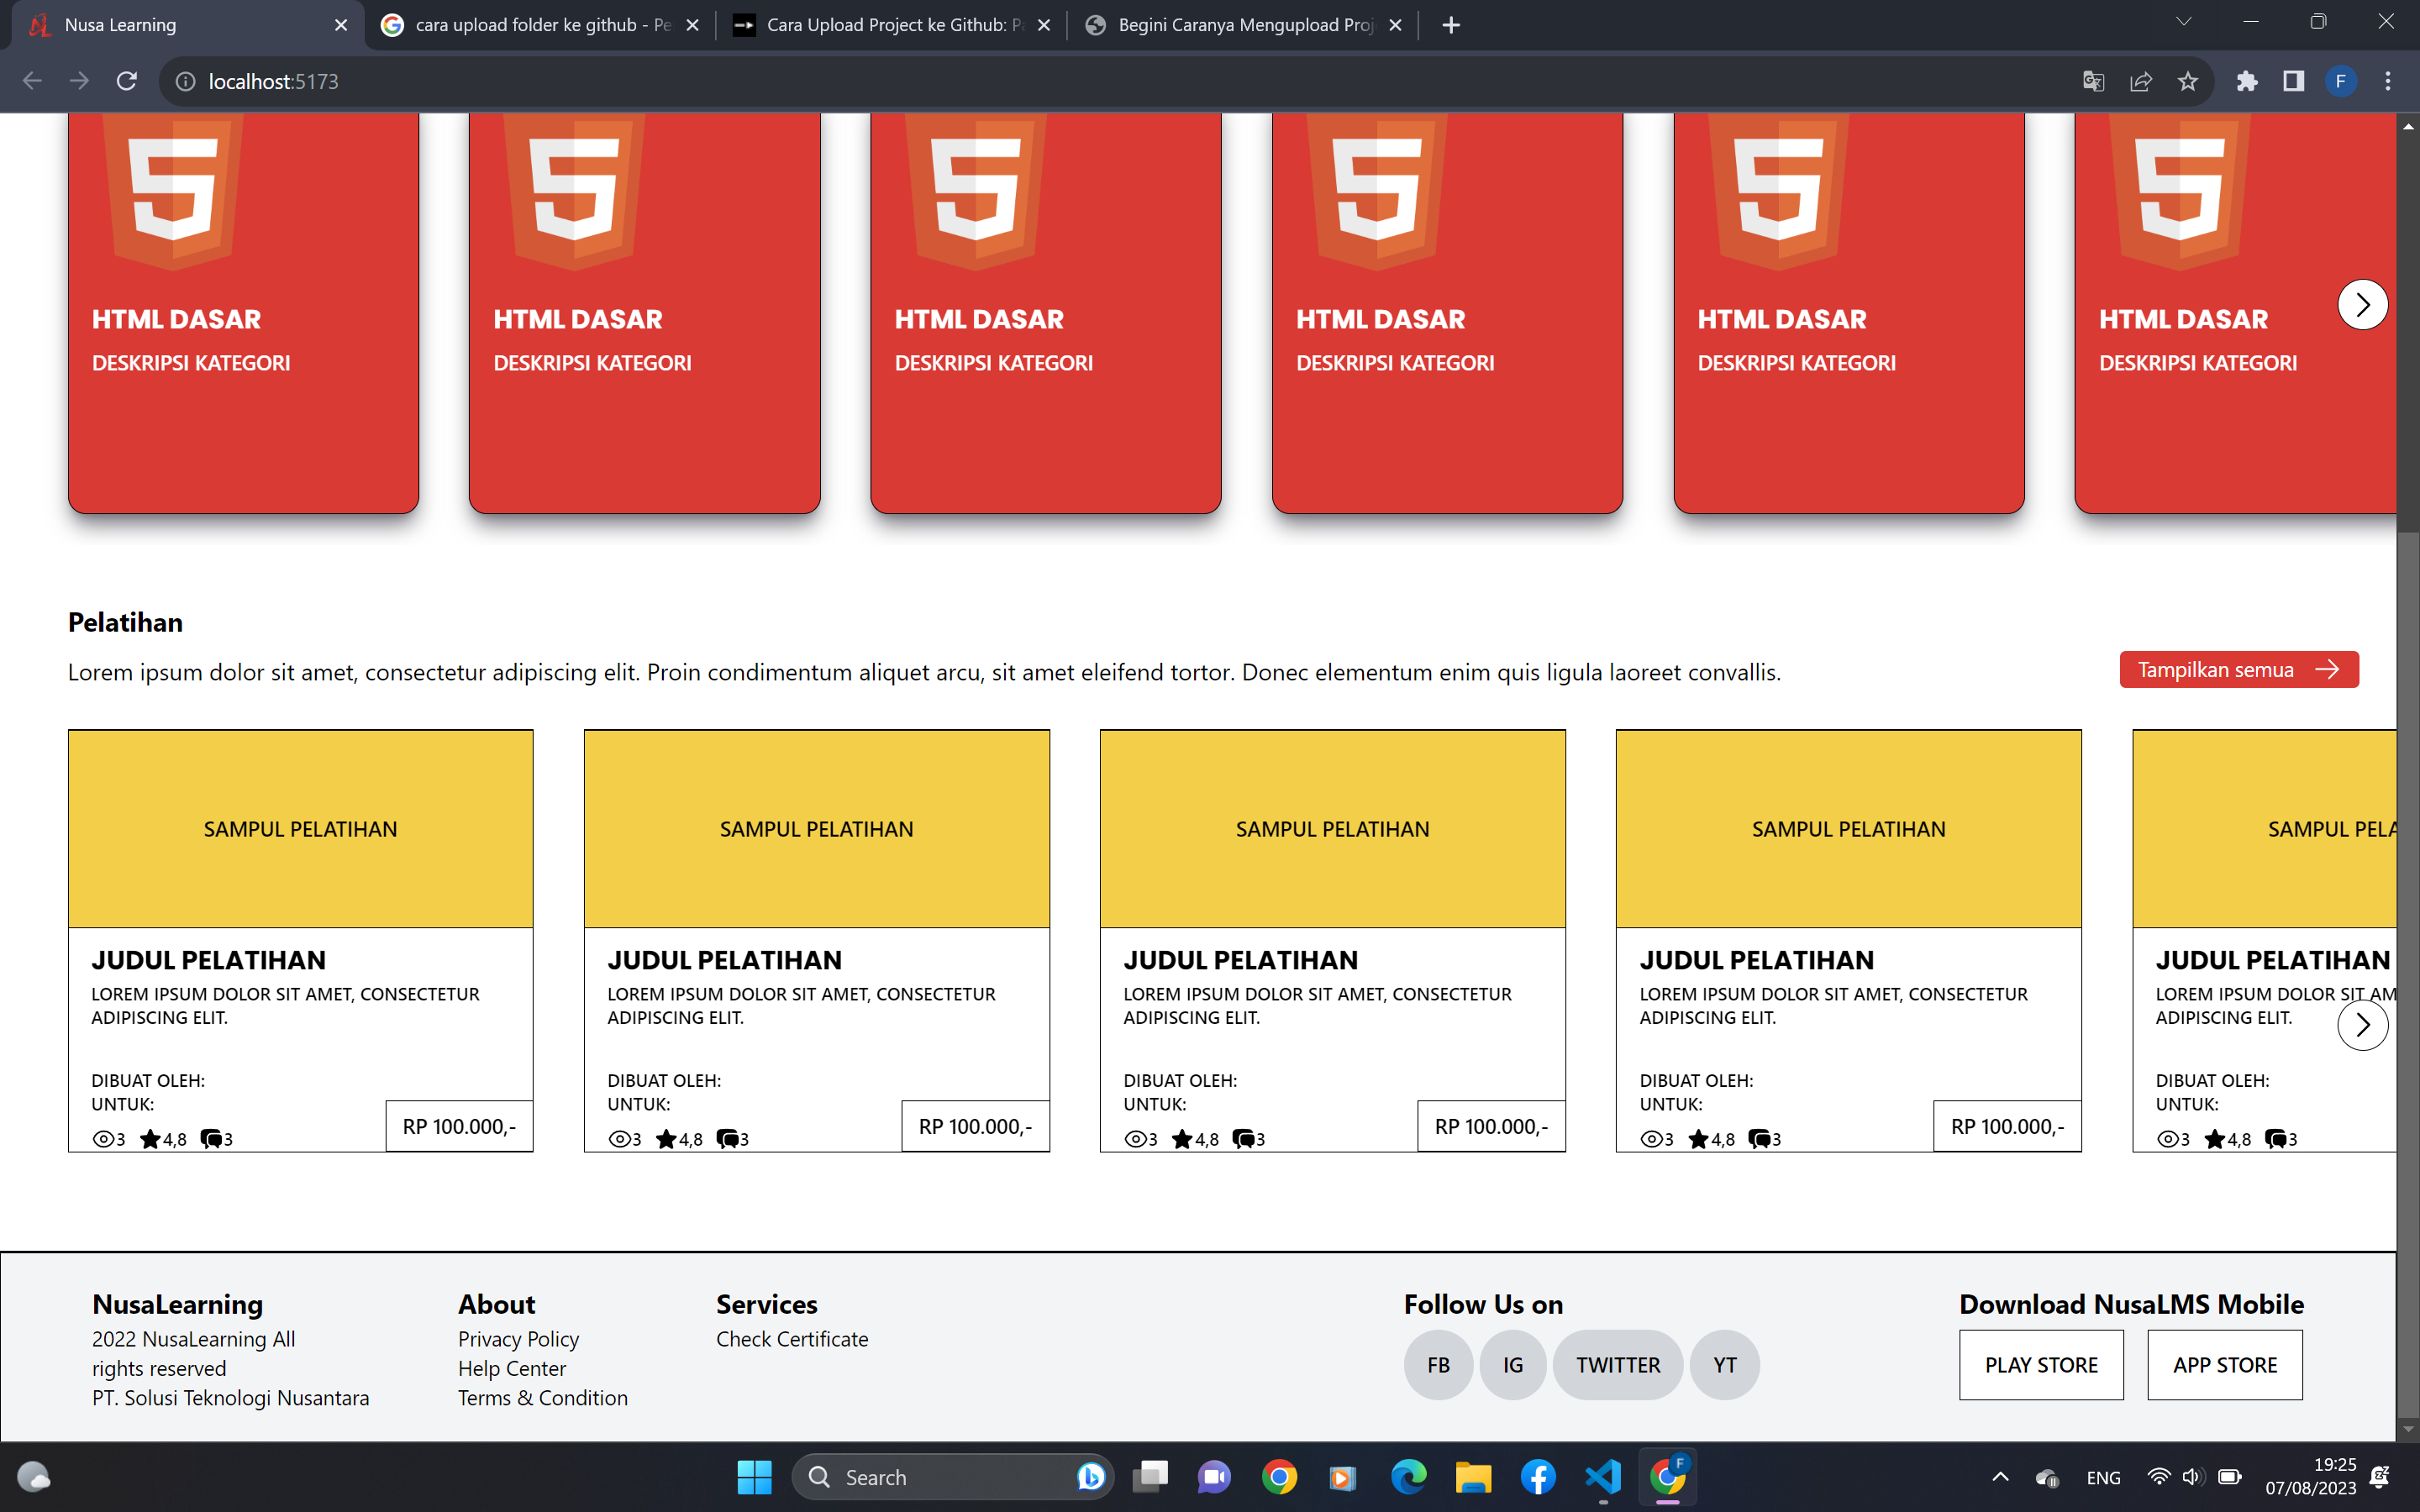 Nusa Learning
cara upload folder ke github - Pe
Cara Upload Project ke Github: Pa
Begini Caranya Mengupload Proj
localhost:5173
F
HTML DASAR
DESKRIPSI KATEGORI
HTML DASAR
DESKRIPSI KATEGORI
HTML DASAR
DESKRIPSI KATEGORI
HTML DASAR
DESKRIPSI KATEGORI
HTML DASAR
DESKRIPSI KATEGORI
HTML DASAR
DESKRIPSI KATEGORI
Pelatihan
Lorem ipsum dolor sit amet, consectetur adipiscing elit. Proin condimentum aliquet arcu, sit amet eleifend tortor. Donec elementum enim quis ligula laoreet convallis.
Tampilkan semua
SAMPUL PELATIHAN
JUDUL PELATIHAN
LOREM IPSUM DOLOR SIT AMET, CONSECTETUR
ADIPISCING ELIT.
DIBUAT OLEH:
UNTUK:
3 4,8 3
RP 100.000,-
SAMPUL PELATIHAN
JUDUL PELATIHAN
LOREM IPSUM DOLOR SIT AMET, CONSECTETUR
ADIPISCING ELIT.
DIBUAT OLEH:
UNTUK:
3 4,8 3
RP 100.000,-
SAMPUL PELATIHAN
JUDUL PELATIHAN
LOREM IPSUM DOLOR SIT AMET, CONSECTETUR
ADIPISCING ELIT.
DIBUAT OLEH:
UNTUK:
3 4,8 3
RP 100.000,-
SAMPUL PELATIHAN
JUDUL PELATIHAN
LOREM IPSUM DOLOR SIT AMET, CONSECTETUR
ADIPISCING ELIT.
DIBUAT OLEH:
UNTUK:
3 4,8 3
RP 100.000,-
SAMPUL PELA
JUDUL PELATIHAN
LOREM IPSUM DOLOR SIT AM
ADIPISCING ELIT.
DIBUAT OLEH:
UNTUK:
3 4,8 3
NusaLearning
2022 NusaLearning All
rights reserved
PT. Solusi Teknologi Nusantara
About
Privacy Policy
Help Center
Terms & Condition
Services
Check Certificate
Follow Us on
FB IG TWITTER YT
Download NusaLMS Mobile
PLAY STORE APP STORE
Search
F
ENG
19:25
07/08/2023